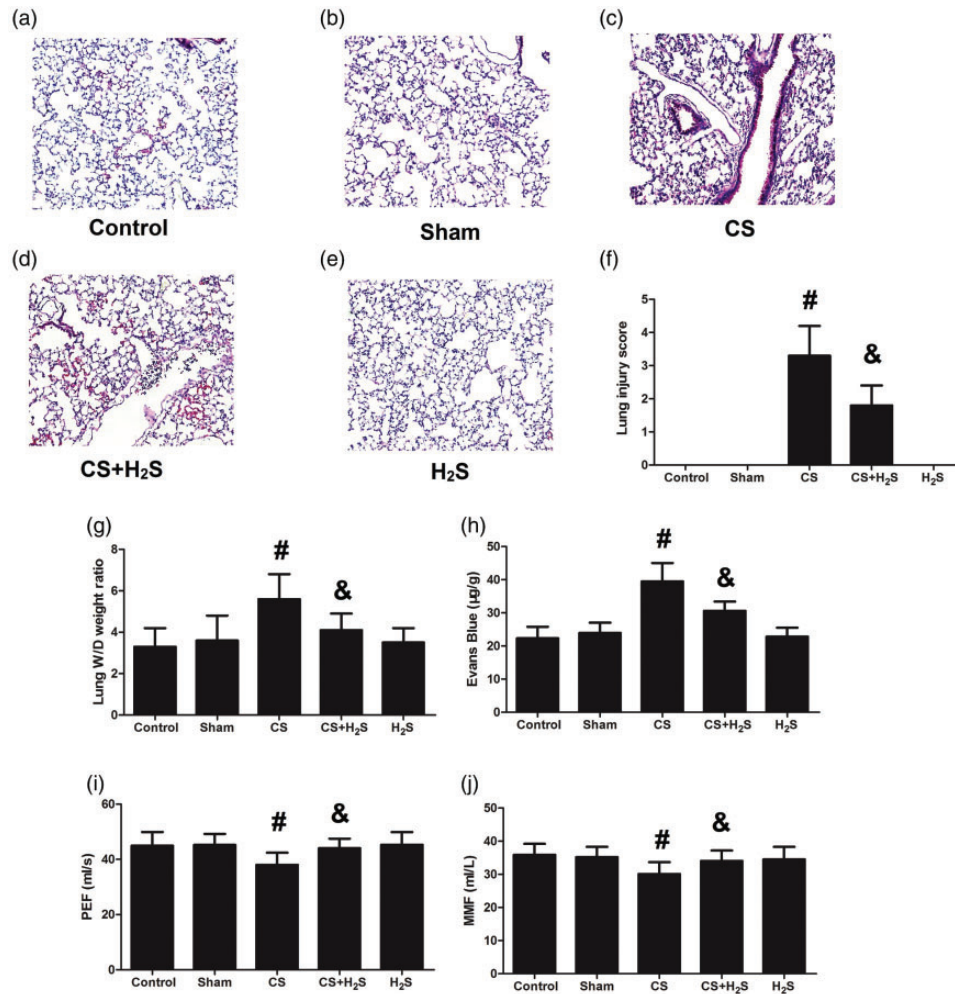 (a)
Control
(b)
Sham
(c)
CS
(d)
CS+H₂S
(e)
H₂S
(f)
Lung injury score
5
4
3
2
1
0
#
&
Control Sham CS CS+H₂S H₂S
(g)
Lung W/D weight ratio
8
6
4
2
0
#
&
Control Sham CS CS+H₂S H₂S
(h)
Evans Blue (µg/g)
50
40
30
20
10
0
#
&
Control Sham CS CS+H₂S H₂S
(i)
PEF (ml/s)
60
40
20
0
#
&
Control Sham CS CS+H₂S H₂S
(j)
MMF (ml/L)
50
40
30
20
10
0
#
&
Control Sham CS CS+H₂S H₂S